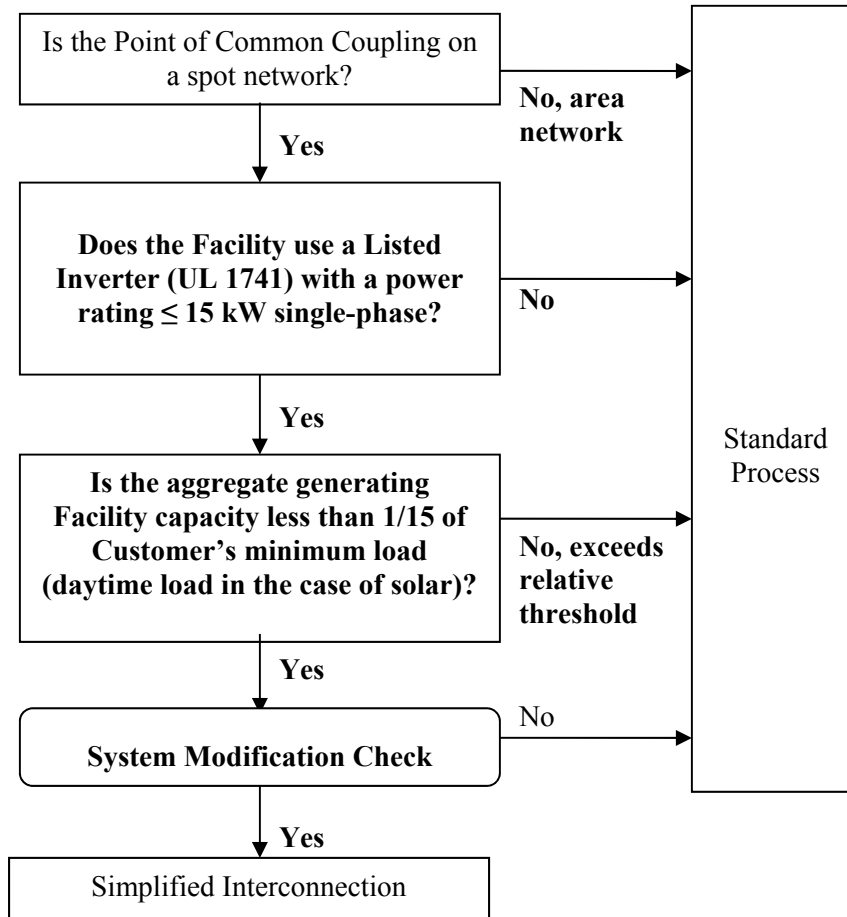 Is the Point of Common Coupling on
a spot network?
No, area
network
Yes
Does the Facility use a Listed
Inverter (UL 1741) with a power
rating ≤ 15 kW single-phase?
No
Yes
Standard
Process
Is the aggregate generating
Facility capacity less than 1/15 of
Customer’s minimum load
(daytime load in the case of solar)?
No, exceeds
relative
threshold
Yes
No
System Modification Check
Yes
Simplified Interconnection